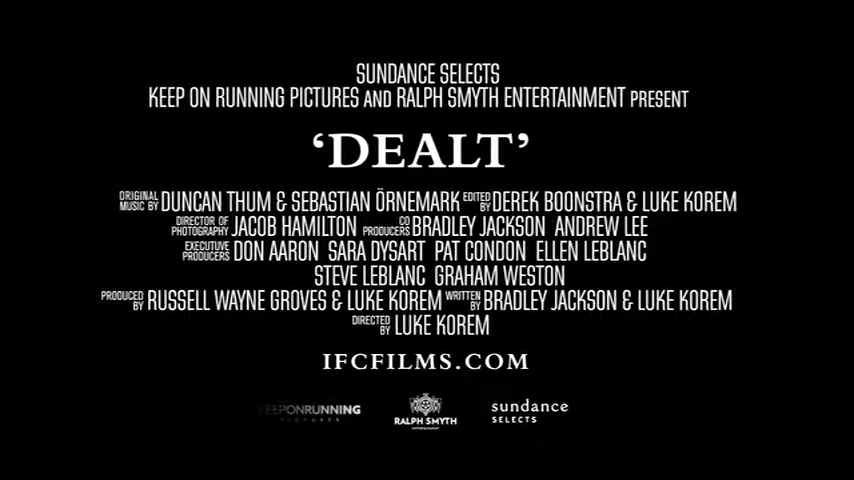 SUNDANCE SELECTS
KEEP ON RUNNING PICTURES AND RALPH SMYTH ENTERTAINMENT PRESENT
‘DEALT’
ORIGINAL MUSIC BY DUNCAN THUM & SEBASTIAN ÖRNEMARK EDITED BY DEREK BOONSTRA & LUKE KOREM
DIRECTOR OF PHOTOGRAPHY JACOB HAMILTON CO PRODUCERS BRADLEY JACKSON ANDREW LEE
EXECUTIVE PRODUCERS DON AARON SARA DYSART PAT CONDON ELLEN LEBLANC
STEVE LEBLANC GRAHAM WESTON
PRODUCED BY RUSSELL WAYNE GROVES & LUKE KOREM WRITTEN BY BRADLEY JACKSON & LUKE KOREM
DIRECTED BY LUKE KOREM
IFCFILMS.COM
KEEPONRUNNING PICTURES
RALPH SMYTH ENTERTAINMENT
sundance SELECTS